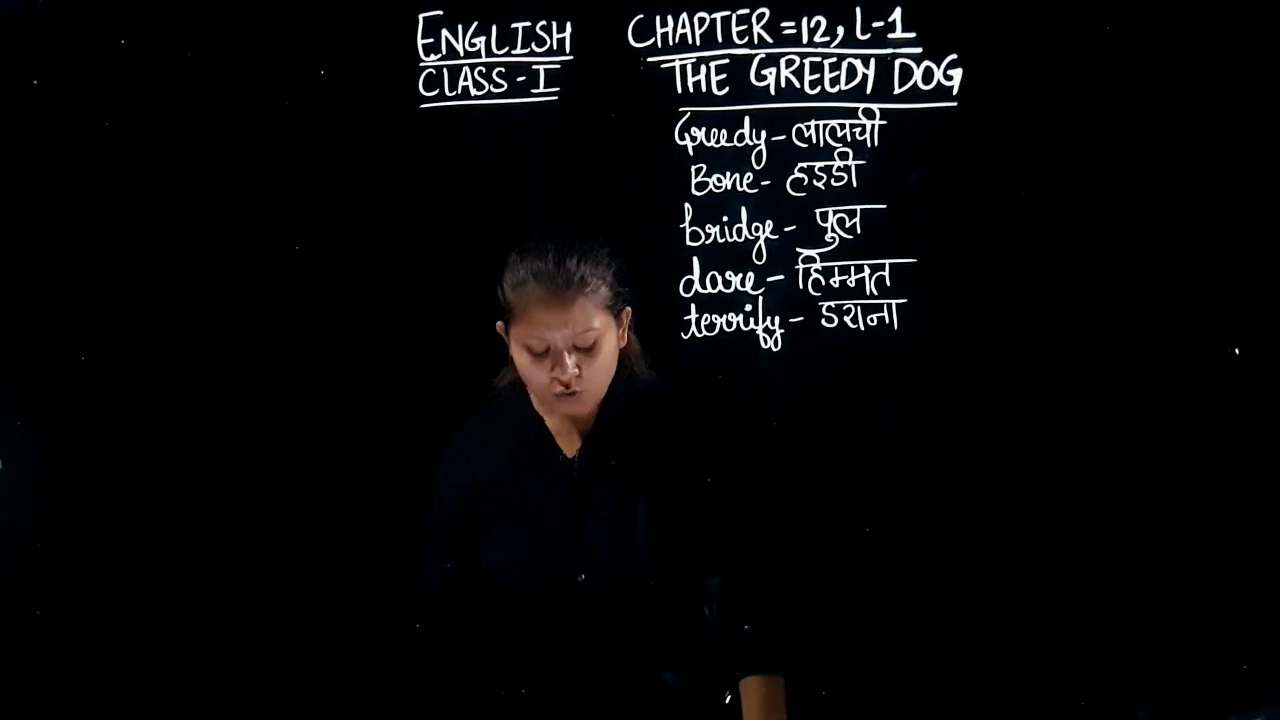 ENGLISH
CLASS-I
CHAPTER=12, L-1
THE GREEDY DOG
Greedy-लालची
Bone-हड्डी
bridge-पुल
dare-हिम्मत
terrify-डराना